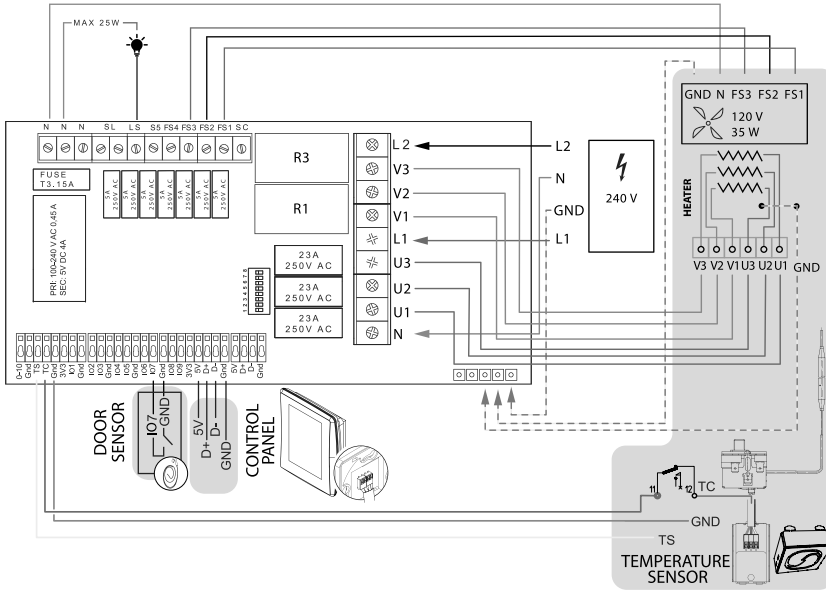 MAX 25W
N N N SL LS S5 FS4 FS3 FS2 FS1 SC
FUSE
T3.15A
5A
250V AC
5A
250V AC
5A
250V AC
5A
250V AC
5A
250V AC
5A
250V AC
5A
250V AC
R3
R1
PRI: 100-240 V AC 0,45 A
SEC: 5V DC 4A
23A
250V AC
23A
250V AC
23A
250V AC
1 2 3 4 5 6 7 8
L2
V3
V2
V1
L1
U3
U2
U1
N
L2
N
GND
L1
240 V
GND N FS3 FS2 FS1
120 V
35 W
HEATER
V3 V2 V1 U3 U2 U1 GND
0-10 Gnd TS TC Gnd 3V3 IO1 Gnd IO2 IO3 Gnd IO4 IO5 Gnd IO6 IO7 Gnd IO8 IO9 3V3 5V D+ D- Gnd 5V D+ D- Gnd
DOOR
SENSOR
IO7
GND
5V
D+
D-
GND
CONTROL
PANEL
11 12 TC
GND
TS
TEMPERATURE
SENSOR